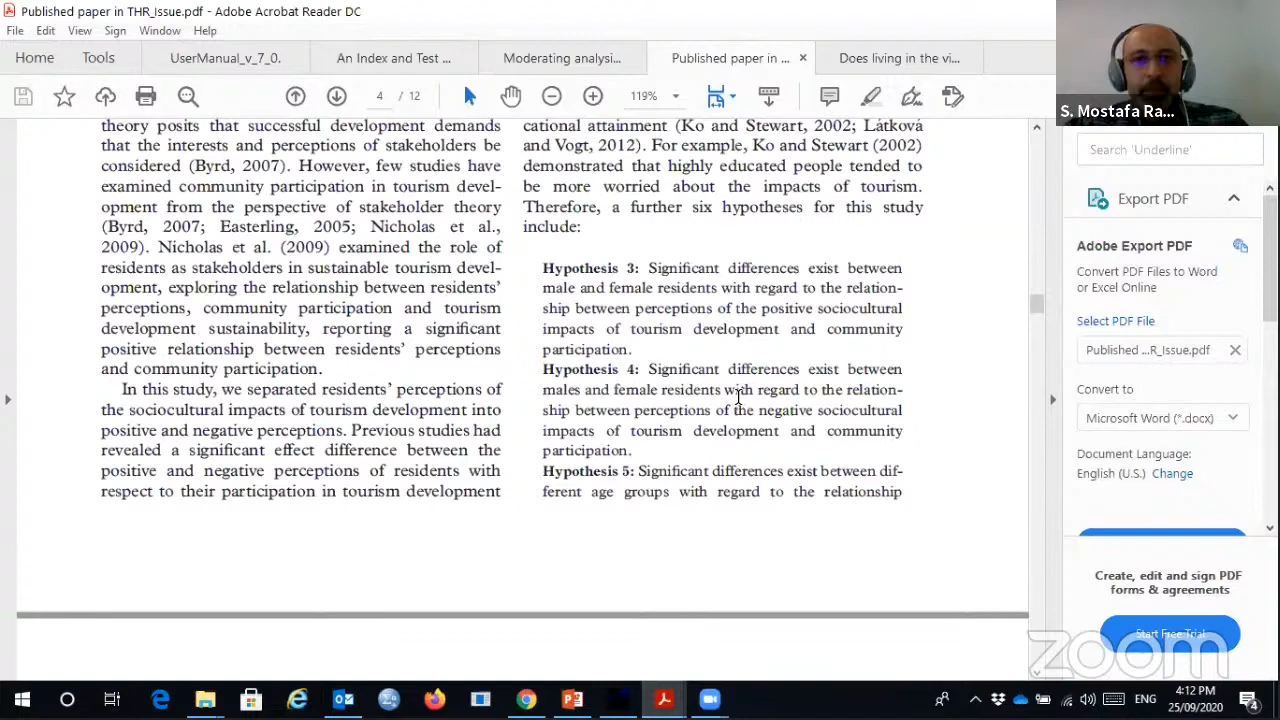 Published paper in THR_Issue.pdf - Adobe Acrobat Reader DC
File Edit View Sign Window Help
Home Tools UserManual_v_7_0. An Index and Test ... Moderating analysi... Published paper in ... × Does living in the vi...
4 / 12 119%
S. Mostafa Ra...
theory posits that successful development demands
that the interests and perceptions of stakeholders be
considered (Byrd, 2007). However, few studies have
examined community participation in tourism devel-
opment from the perspective of stakeholder theory
(Byrd, 2007; Easterling, 2005; Nicholas et al.,
2009). Nicholas et al. (2009) examined the role of
residents as stakeholders in sustainable tourism devel-
opment, exploring the relationship between residents'
perceptions, community participation and tourism
development sustainability, reporting a significant
positive relationship between residents' perceptions
and community participation.
In this study, we separated residents' perceptions of
the sociocultural impacts of tourism development into
positive and negative perceptions. Previous studies had
revealed a significant effect difference between the
positive and negative perceptions of residents with
respect to their participation in tourism development
cational attainment (Ko and Stewart, 2002; Látková
and Vogt, 2012). For example, Ko and Stewart (2002)
demonstrated that highly educated people tended to
be more worried about the impacts of tourism.
Therefore, a further six hypotheses for this study
include:
Hypothesis 3: Significant differences exist between
male and female residents with regard to the relation-
ship between perceptions of the positive sociocultural
impacts of tourism development and community
participation.
Hypothesis 4: Significant differences exist between
males and female residents with regard to the relation-
ship between perceptions of the negative sociocultural
impacts of tourism development and community
participation.
Hypothesis 5: Significant differences exist between dif-
ferent age groups with regard to the relationship
Search 'Underline'
Export PDF
Adobe Export PDF
Convert PDF Files to Word
or Excel Online
Select PDF File
Published ...R_Issue.pdf
Convert to
Microsoft Word (*.docx)
Document Language:
English (U.S.) Change
Create, edit and sign PDF
forms & agreements
Start Free Trial
zoom
ENG
4:12 PM
25/09/2020
4